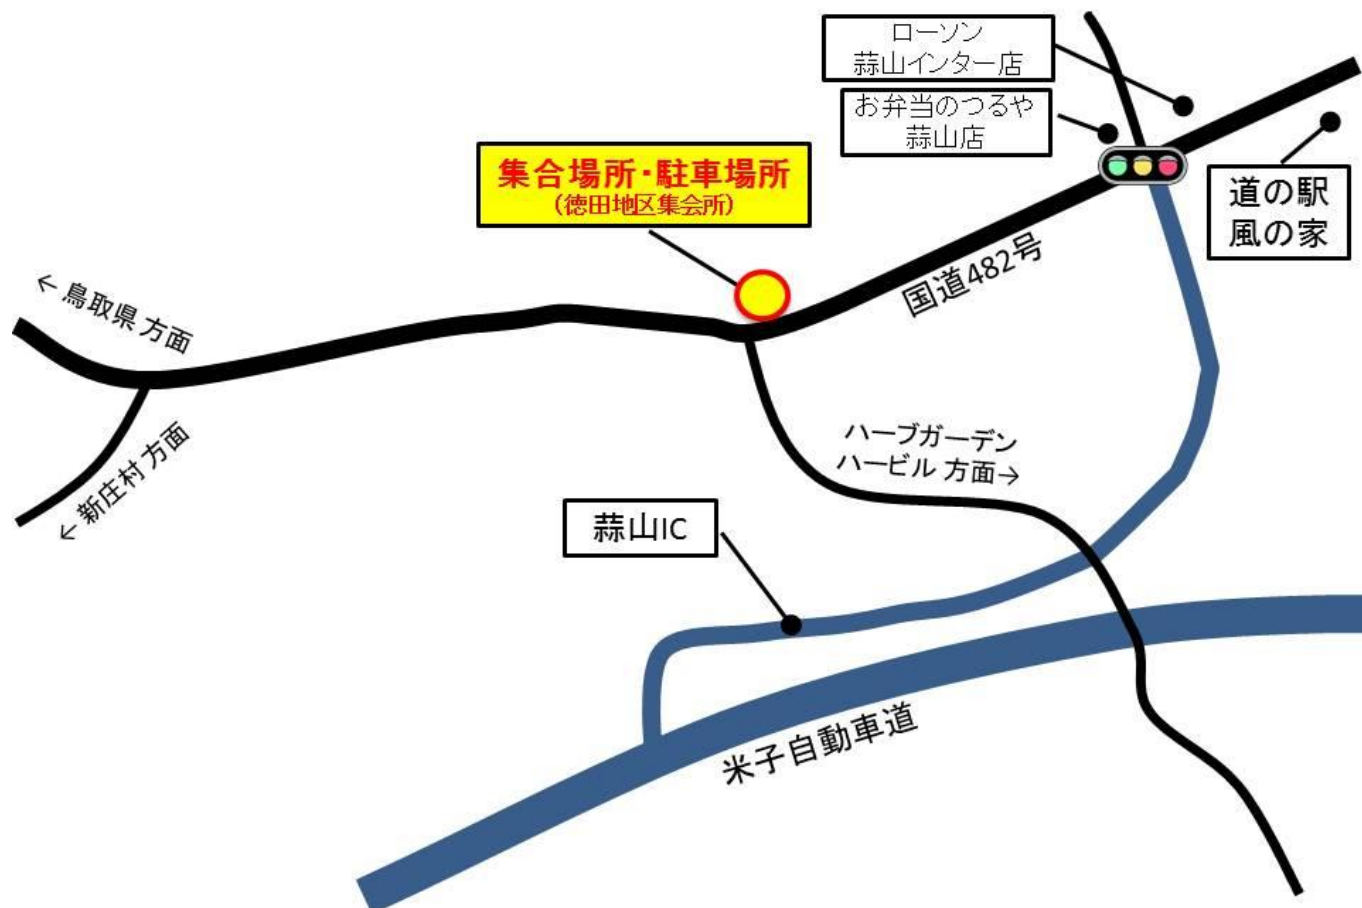 ローソン
蒜山インター店
お弁当のつるや
蒜山店
集合場所・駐車場所
(徳田地区集会所)
道の駅
風の家
国道482号
← 鳥取県 方面
ハーブガーデン
ハービル 方面→
← 新庄村 方面
蒜山IC
米子自動車道